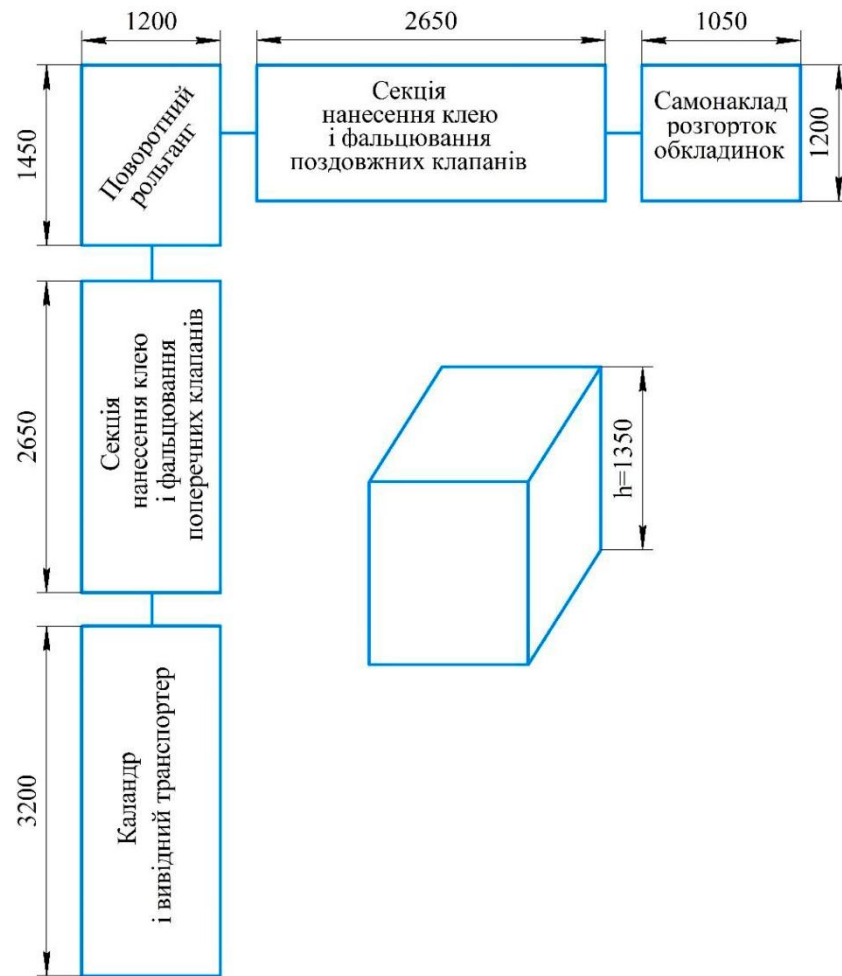 1200
2650
1050
1450
Поворотний
рольганг
Секція
нанесення клею
і фальцювання
поздовжних клапанів
Самонаклад
розгорток
обкладинок
1200
2650
Секція
нанесення клею
і фальцювання
поперечних клапанів
h=1350
3200
Каландр
і вивідний транспортер